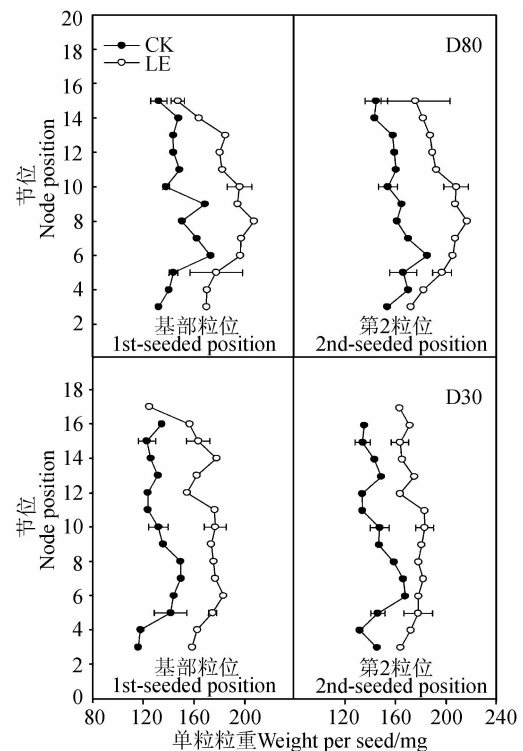 20
18
16
14
12
10
8
6
4
2
节位
Node position
CK
LE
D80
基部粒位
1st-seeded position
第2粒位
2nd-seeded position
18
16
14
12
10
8
6
4
2
0
节位
Node position
D30
基部粒位
1st-seeded position
第2粒位
2nd-seeded position
80 120 160 200 120 160 200 240
单粒粒重Weight per seed/mg